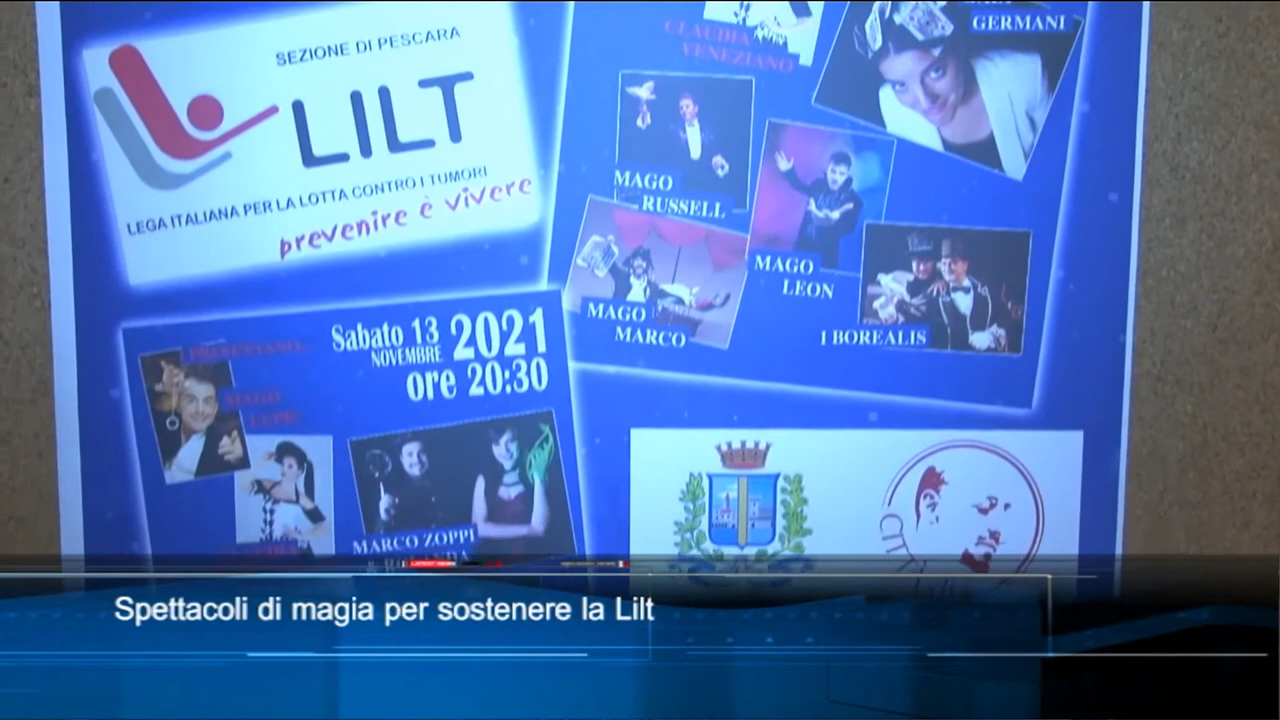 SEZIONE DI PESCARA
LILT
LEGA ITALIANA PER LA LOTTA CONTRO I TUMORI
prevenire è vivere
CLAUDIA
VENEZIANO
GERMANI
MAGO
RUSSELL
MAGO
LEON
MAGO
MARCO
I BOREALIS
Sabato 13
NOVEMBRE
2021
ore 20:30
PRESENTANO...
MAGO
MARCO ZOPPI
Spettacoli di magia per sostenere la Lilt